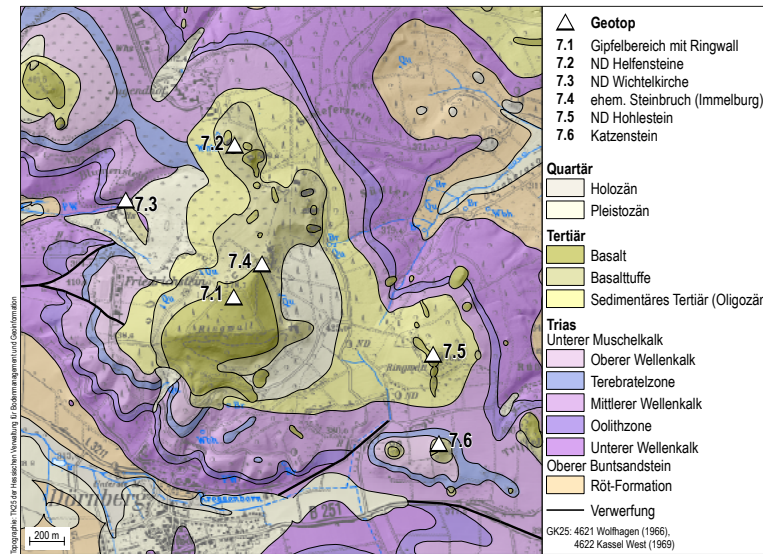 Geotop
7.1 Gipfelbereich mit Ringwall
7.2 ND Helfensteine
7.3 ND Wichtelkirche
7.4 ehem. Steinbruch (Immelburg)
7.5 ND Hohlestein
7.6 Katzenstein
Quartär
Holozän
Pleistozän
Tertiär
Basalt
Basalttuffe
Sedimentäres Tertiär (Oligozän
Trias
Unterer Muschelkalk
Oberer Wellenkalk
Terebratelzone
Mittlerer Wellenkalk
Oolithzone
Unterer Wellenkalk
Oberer Buntsandstein
Röt-Formation
Verwerfung
GK25: 4621 Wolfhagen (1966),
4622 Kassel West (1969)
7.2
7.3
7.4
7.1
7.5
7.6
Ringwall
ND
ND
Dörnberg
B 251
200 m
Topographie: TK25 der Hessischen Verwaltung für Bodenmanagement und Geoinformation